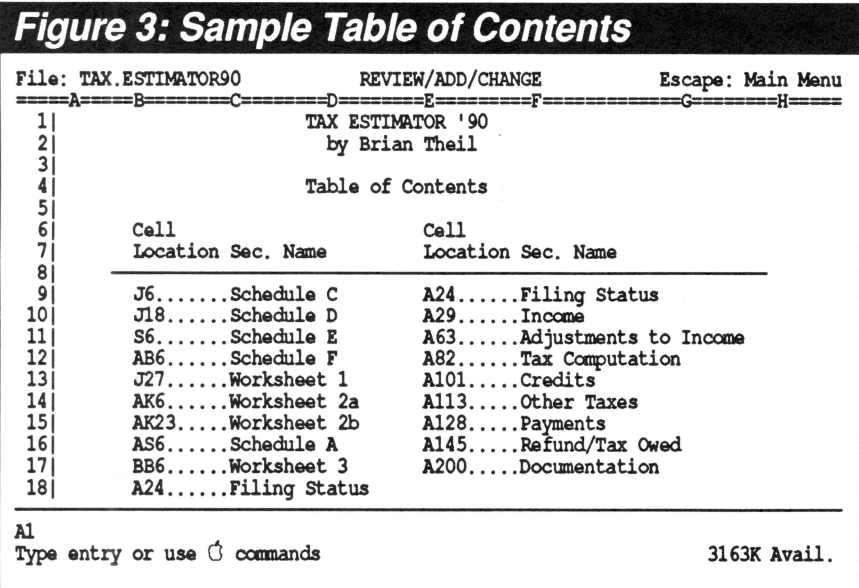 Figure 3: Sample Table of Contents
File: TAX.ESTIMATOR90 REVIEW/ADD/CHANGE Escape: Main Menu
=====A=====B========C========D========E=========F=============G========H=====
1| TAX ESTIMATOR '90
2| by Brian Theil
3|
4| Table of Contents
5|
6| Cell Cell
7| Location Sec. Name Location Sec. Name
8|
9| J6.......Schedule C A24......Filing Status
10| J18......Schedule D A29......Income
11| S6.......Schedule E A63......Adjustments to Income
12| AB6......Schedule F A82......Tax Computation
13| J27......Worksheet 1 A101.....Credits
14| AK6......Worksheet 2a A113.....Other Taxes
15| AK23.....Worksheet 2b A128.....Payments
16| AS6......Schedule A A145.....Refund/Tax Owed
17| BB6......Worksheet 3 A200.....Documentation
18| A24......Filing Status
A1
Type entry or use commands 3163K Avail.